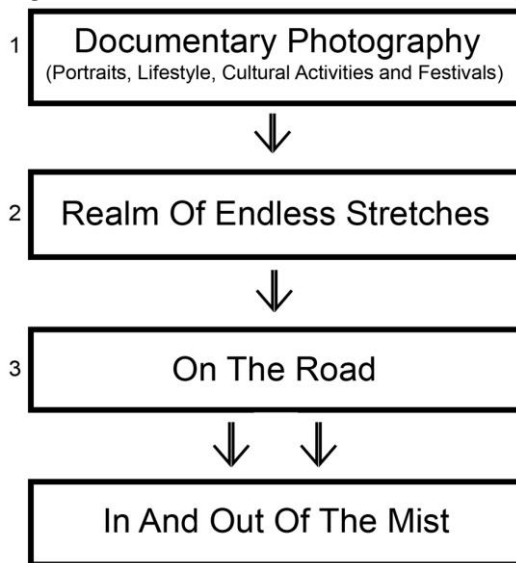 1
Documentary Photography
(Portraits, Lifestyle, Cultural Activities and Festivals)
2
Realm Of Endless Stretches
3
On The Road
In And Out Of The Mist